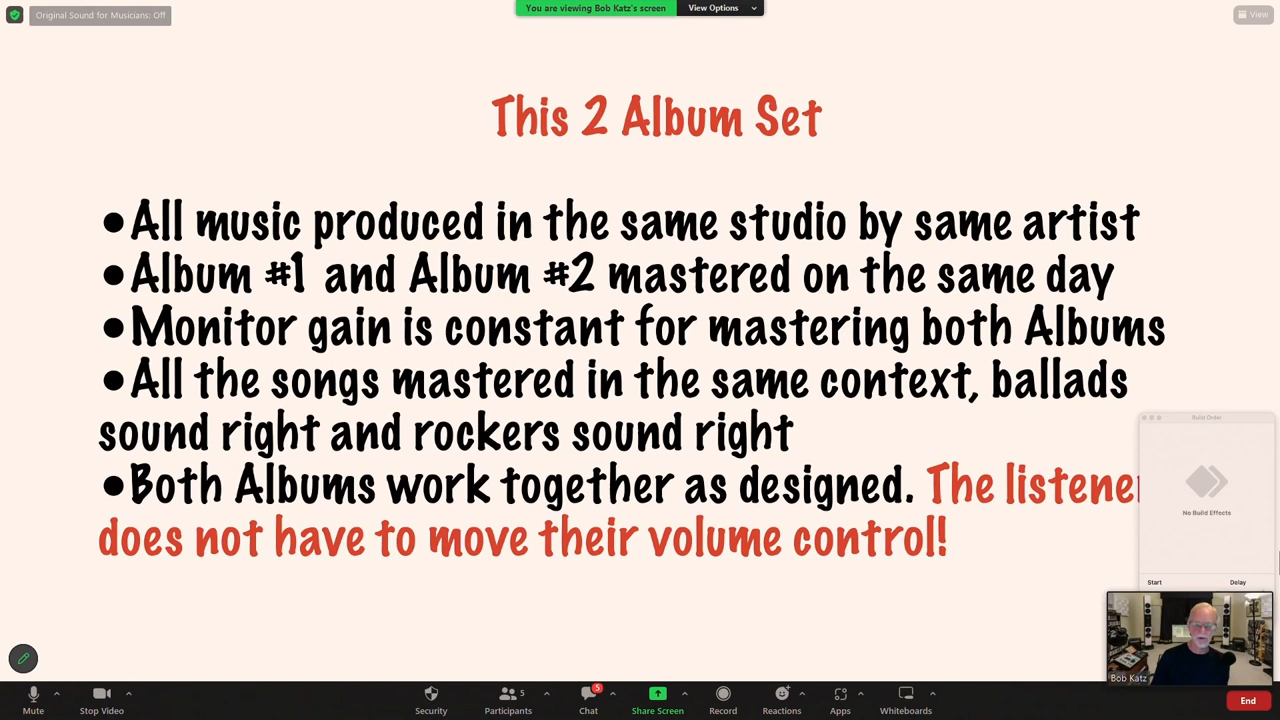 Original Sound for Musicians: Off
You are viewing Bob Katz's screen
View Options
View
This 2 Album Set
●All music produced in the same studio by same artist
●Album #1 and Album #2 mastered on the same day
●Monitor gain is constant for mastering both Albums
●All the songs mastered in the same context, ballads
sound right and rockers sound right
●Both Albums work together as designed. The listener
does not have to move their volume control!
Build Order
No Build Effects
Start Delay
Bob Katz
5
5
Mute
Stop Video
Security
Participants
Chat
Share Screen
Record
Reactions
Apps
Whiteboards
End